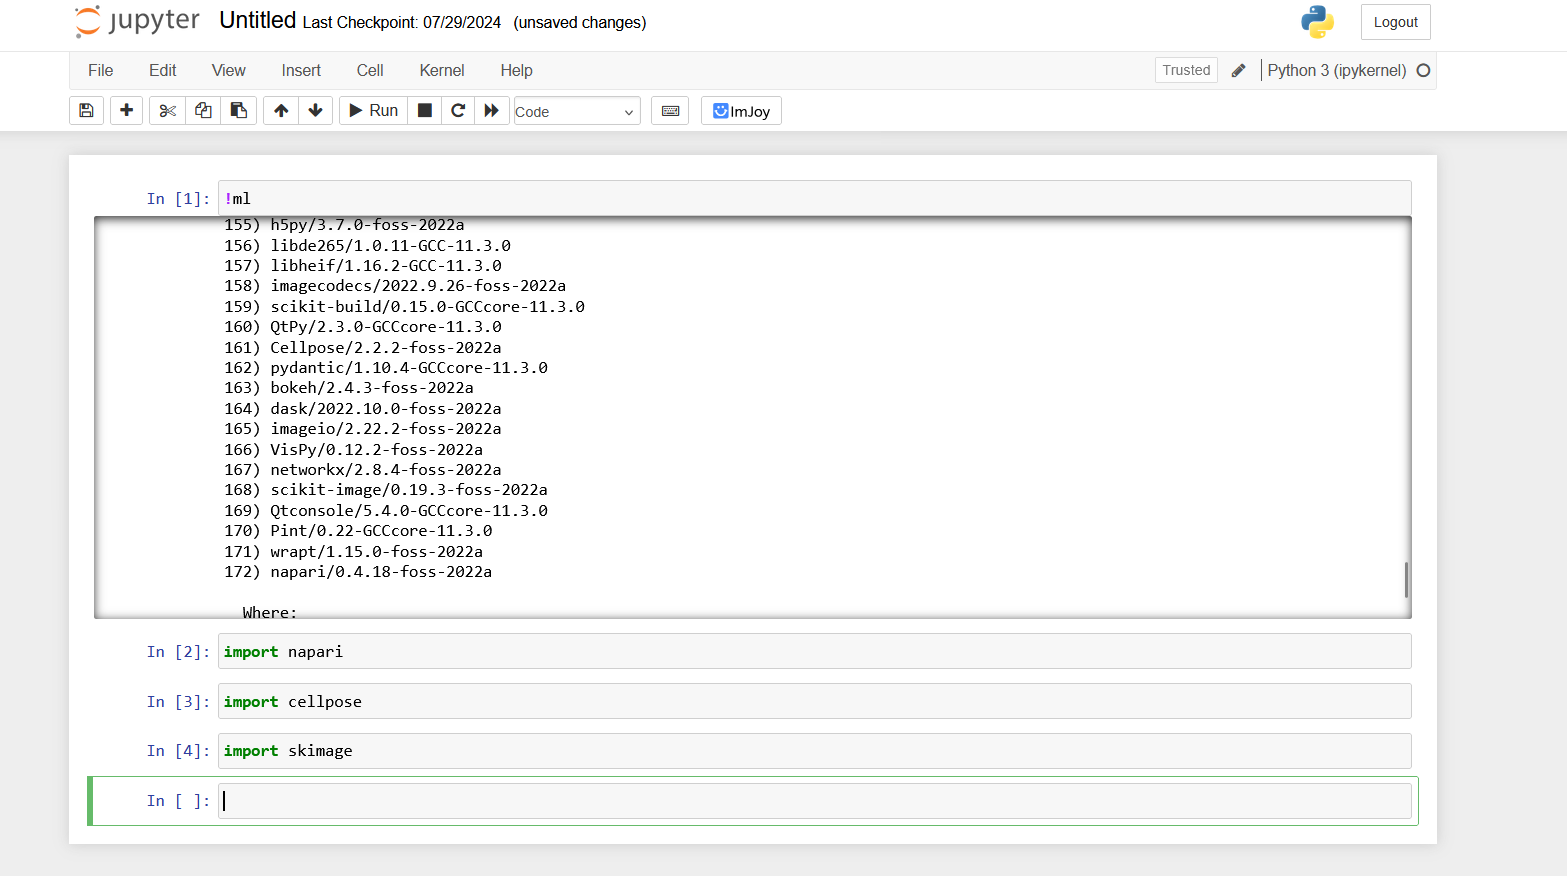 jupyter Untitled Last Checkpoint: 07/29/2024 (unsaved changes) Logout
File Edit View Insert Cell Kernel Help Trusted Python 3 (ipykernel)
Run Code ImJoy
In [1]: !ml
155) h5py/3.7.0-foss-2022a
156) libde265/1.0.11-GCC-11.3.0
157) libheif/1.16.2-GCC-11.3.0
158) imagecodecs/2022.9.26-foss-2022a
159) scikit-build/0.15.0-GCCcore-11.3.0
160) QtPy/2.3.0-GCCcore-11.3.0
161) Cellpose/2.2.2-foss-2022a
162) pydantic/1.10.4-GCCcore-11.3.0
163) bokeh/2.4.3-foss-2022a
164) dask/2022.10.0-foss-2022a
165) imageio/2.22.2-foss-2022a
166) VisPy/0.12.2-foss-2022a
167) networkx/2.8.4-foss-2022a
168) scikit-image/0.19.3-foss-2022a
169) Qtconsole/5.4.0-GCCcore-11.3.0
170) Pint/0.22-GCCcore-11.3.0
171) wrapt/1.15.0-foss-2022a
172) napari/0.4.18-foss-2022a
Where:
In [2]: import napari
In [3]: import cellpose
In [4]: import skimage
In [ ]: